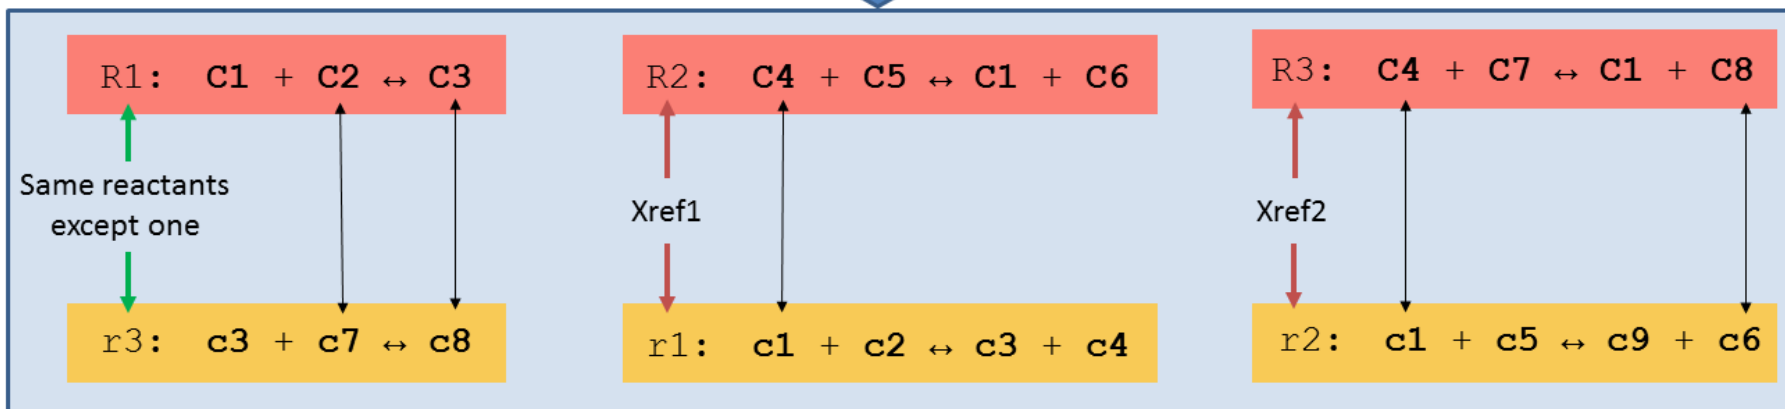 R1: C1 + C2 ↔ C3
R2: C4 + C5 ↔ C1 + C6
R3: C4 + C7 ↔ C1 + C8
Same reactants
except one
Xref1
Xref2
r3: c3 + c7 ↔ c8
r1: c1 + c2 ↔ c3 + c4
r2: c1 + c5 ↔ c9 + c6